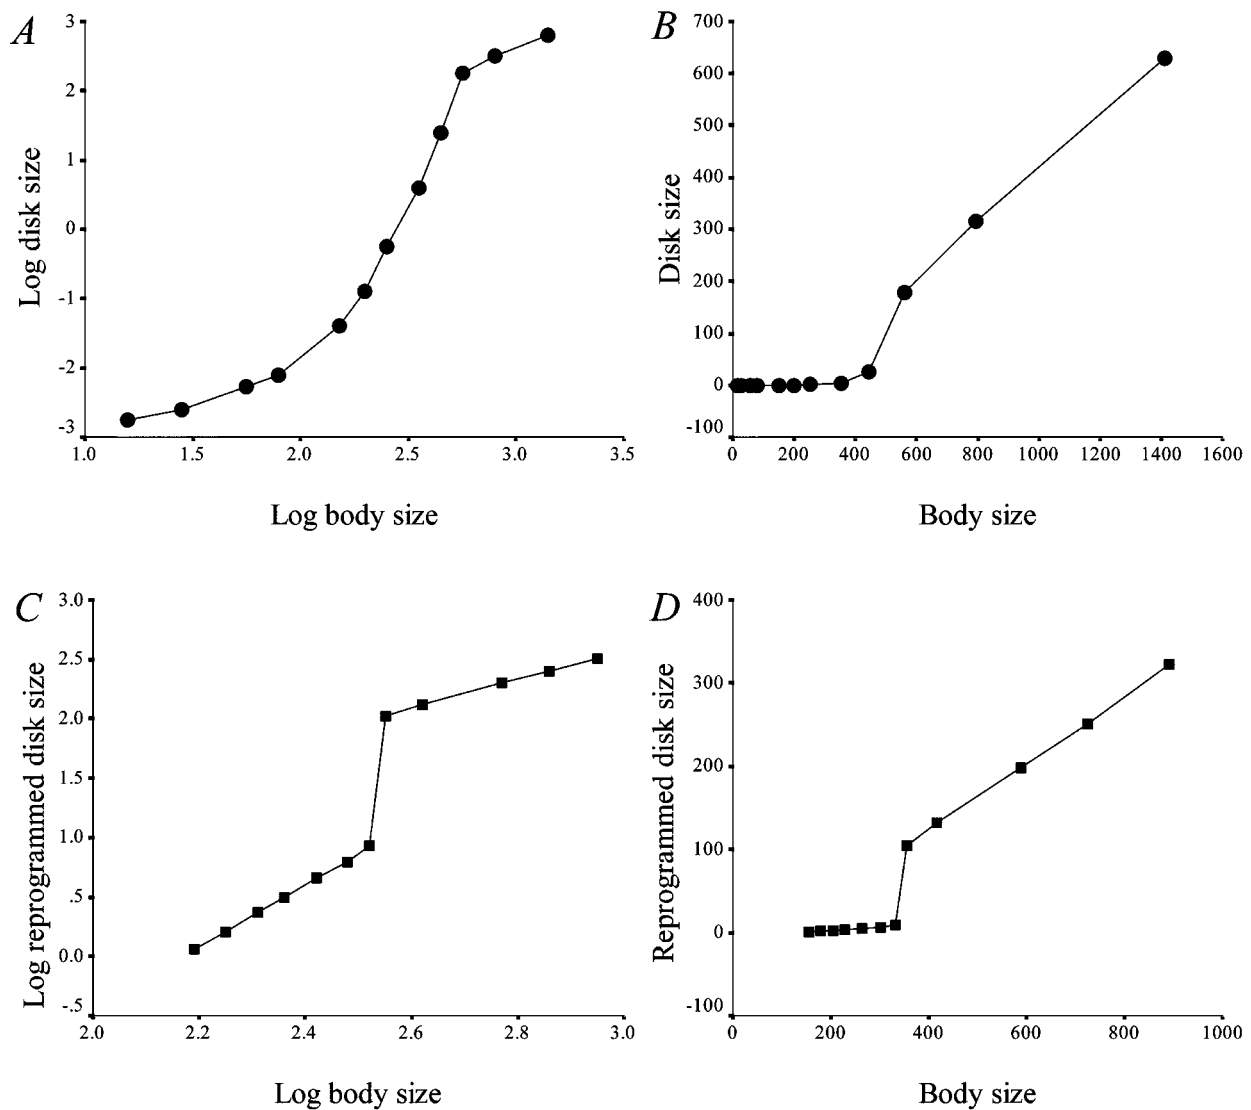 A
Log disk size
3
2
1
0
-1
-2
-3
1.0 1.5 2.0 2.5 3.0 3.5
Log body size
B
Disk size
700
600
500
400
300
200
100
0
-100
0 200 400 600 800 1000 1200 1400 1600
Body size
C
Log reprogrammed disk size
3.0
2.5
2.0
1.5
1.0
.5
0.0
-.5
2.0 2.2 2.4 2.6 2.8 3.0
Log body size
D
Reprogrammed disk size
400
300
200
100
0
-100
0 200 400 600 800 1000
Body size